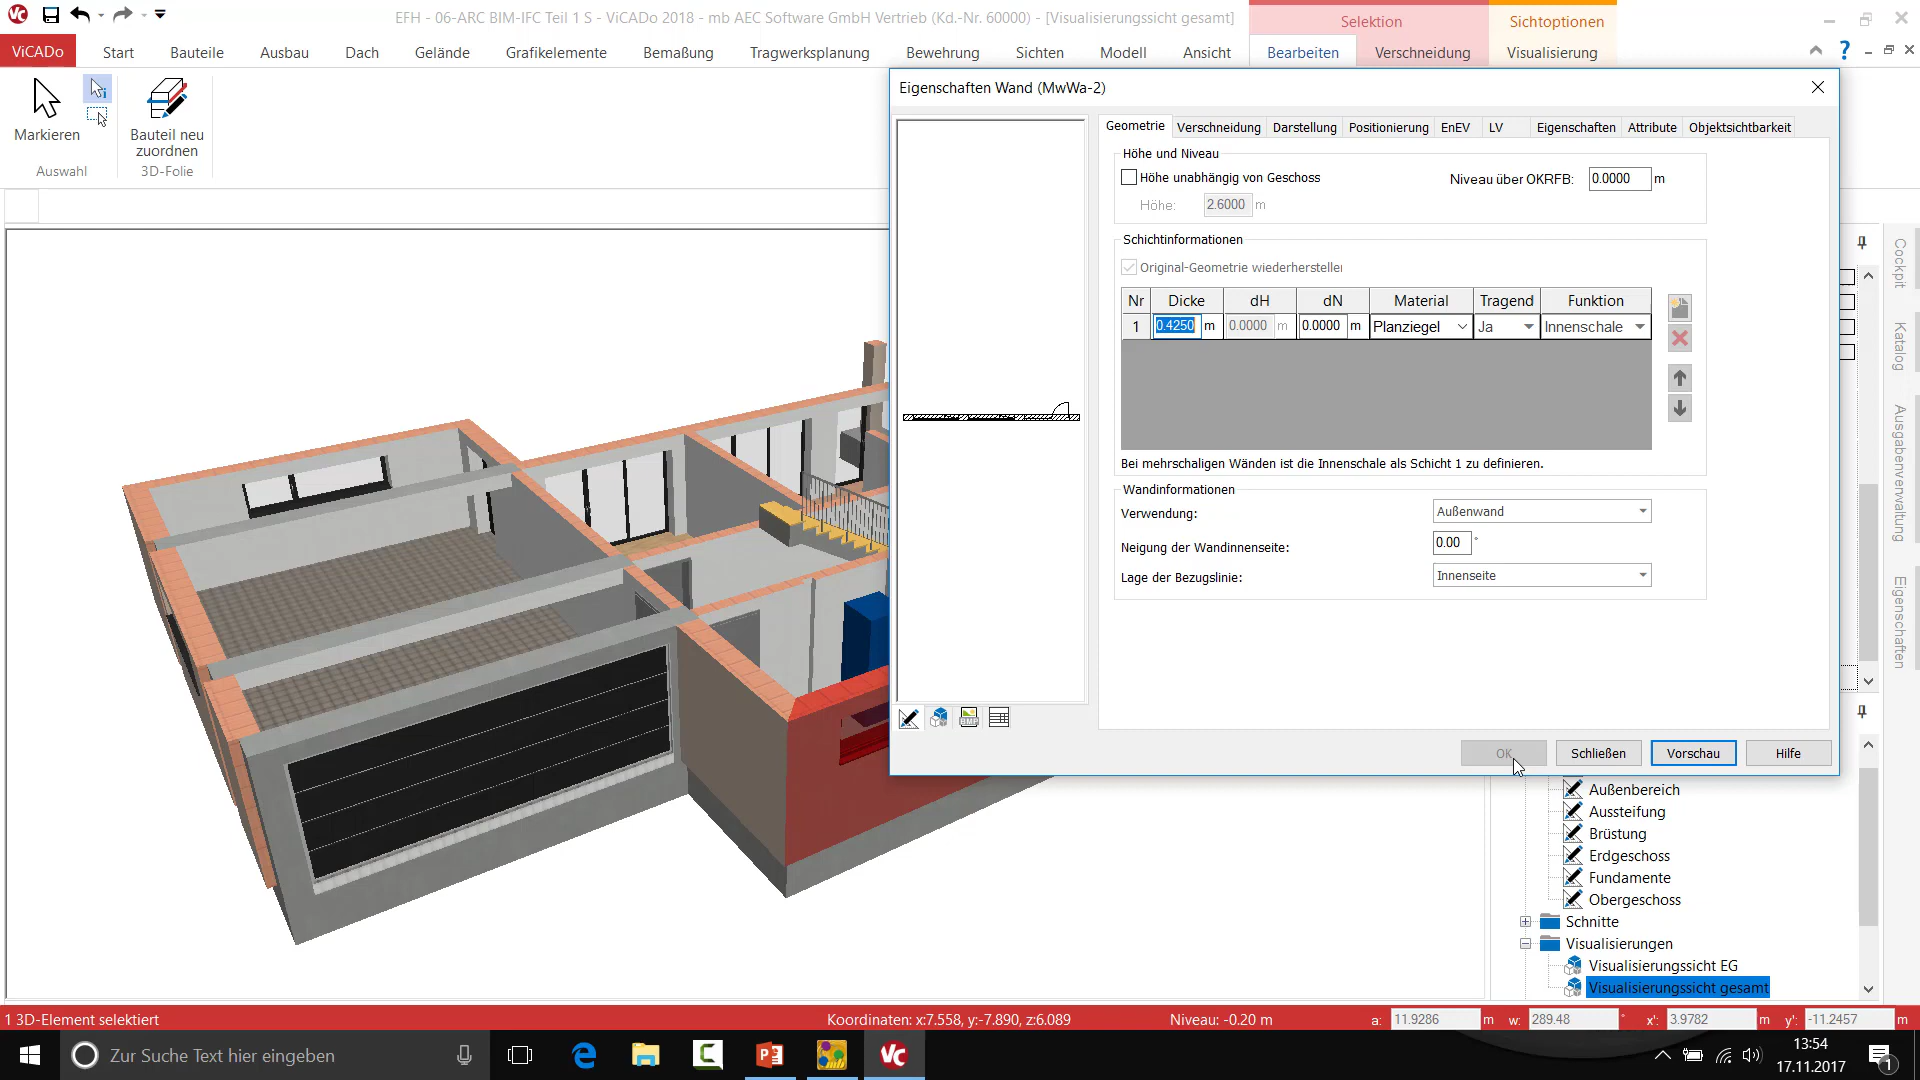 EFH - 06-ARC BIM-IFC Teil 1 S - ViCADo 2018 - mb AEC Software GmbH Vertrieb (Kd.-Nr. 60000) - [Visualisierungssicht gesamt]
Selektion
Sichtoptionen
ViCADo
Start
Bauteile
Ausbau
Dach
Gelände
Grafikelemente
Bemaßung
Tragwerksplanung
Bewehrung
Sichten
Modell
Ansicht
Bearbeiten
Verschneidung
Visualisierung
Markieren
Bauteil neu
zuordnen
Auswahl
3D-Folie
Eigenschaften Wand (MwWa-2)
Geometrie
Verschneidung
Darstellung
Positionierung
EnEV
LV
Eigenschaften
Attribute
Objektsichtbarkeit
Höhe und Niveau
Höhe unabhängig von Geschoss
Niveau über OKRFB: 0.0000 m
Höhe: 2.6000 m
Schichtinformationen
Original-Geometrie wiederhersteller
Nr Dicke dH dN Material Tragend Funktion
1 0.4250 m 0.0000 m 0.0000 m Planziegel Ja Innenschale
Bei mehrschaligen Wänden ist die Innenschale als Schicht 1 zu definieren.
Wandinformationen
Verwendung: Außenwand
Neigung der Wandinnenseite: 0.00 °
Lage der Bezugslinie: Innenseite
OK
Schließen
Vorschau
Hilfe
Cockpit
Katalog
Ausgabenverwaltung
Eigenschaften
Außenbereich
Aussteifung
Brüstung
Erdgeschoss
Fundamente
Obergeschoss
Schnitte
Visualisierungen
Visualisierungssicht EG
Visualisierungssicht gesamt
1 3D-Element selektiert
Koordinaten: x:7.558, y:-7.890, z:6.089
Niveau: -0.20 m
a: 11.9286 m w: 289.48 ° x': 3.9782 m y': -11.2457 m
Zur Suche Text hier eingeben
13:54
17.11.2017
1